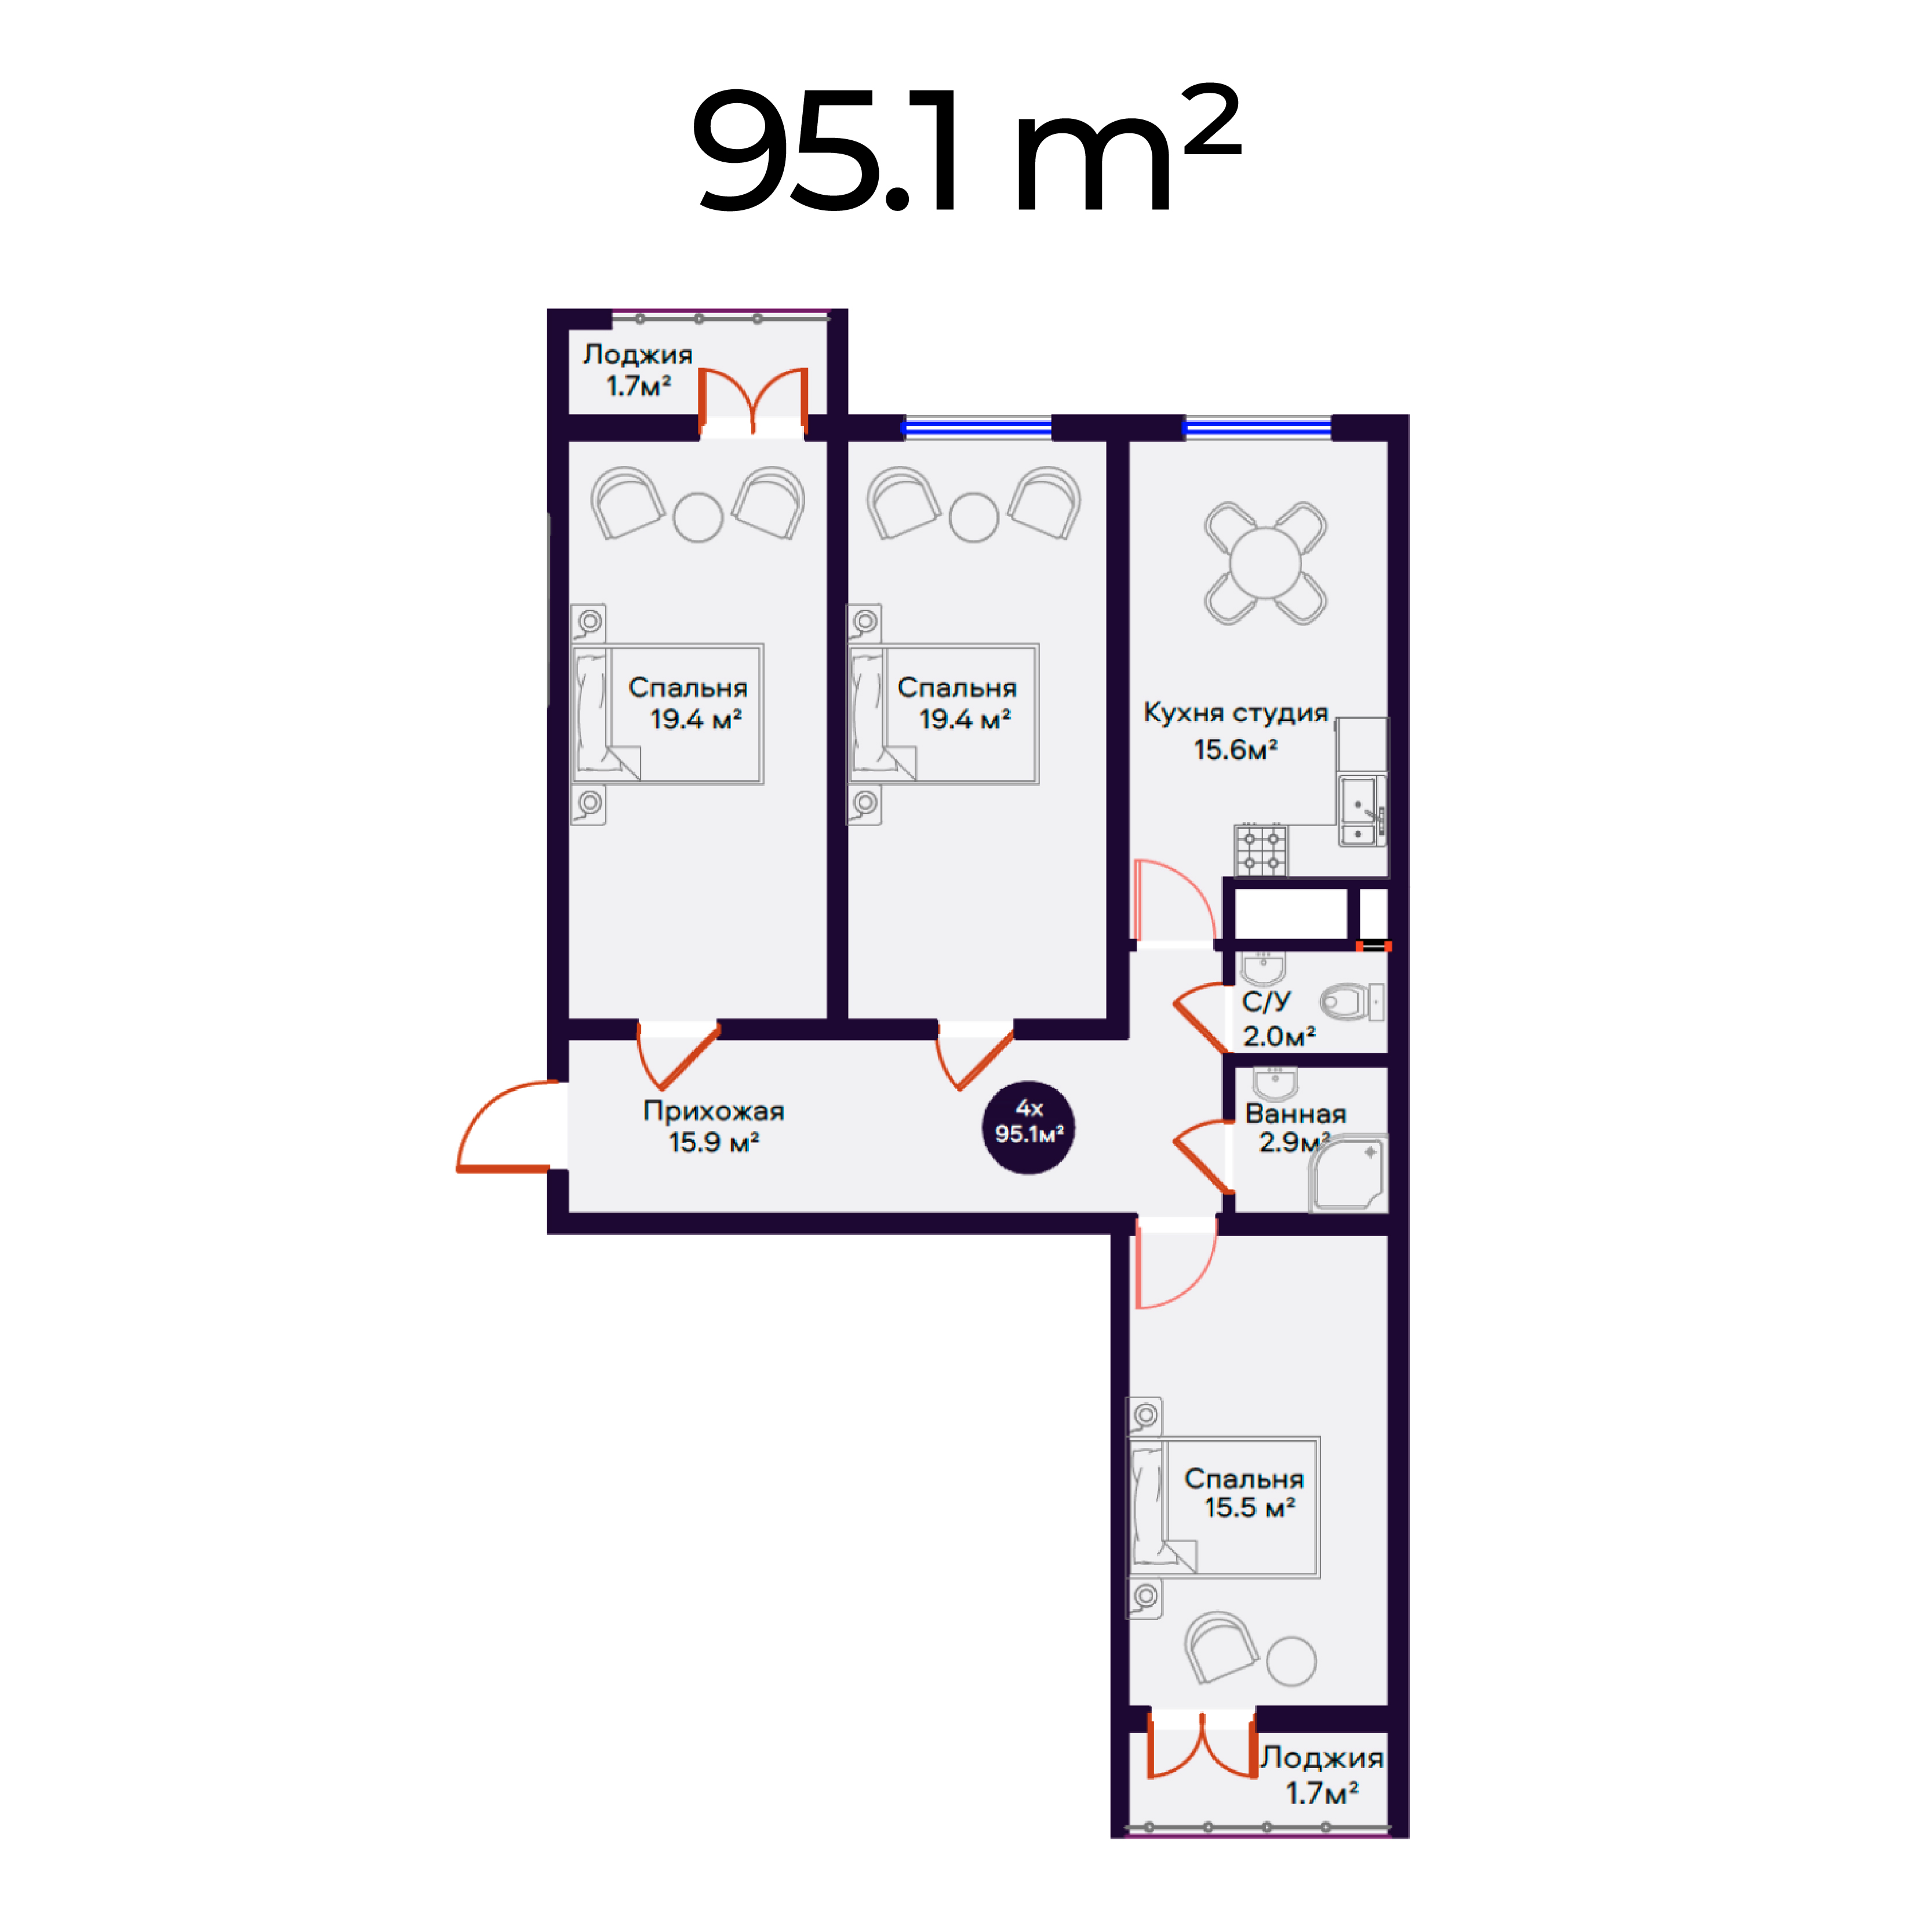 95.1 m²
Лоджия
1.7м²
Спальня
19.4 м²
Спальня
19.4 м²
Кухня студия
15.6м²
С/У
2.0м²
Прихожая
15.9 м²
4х
95.1м²
Ванная
2.9м²
Спальня
15.5 м²
Лоджия
1.7м²